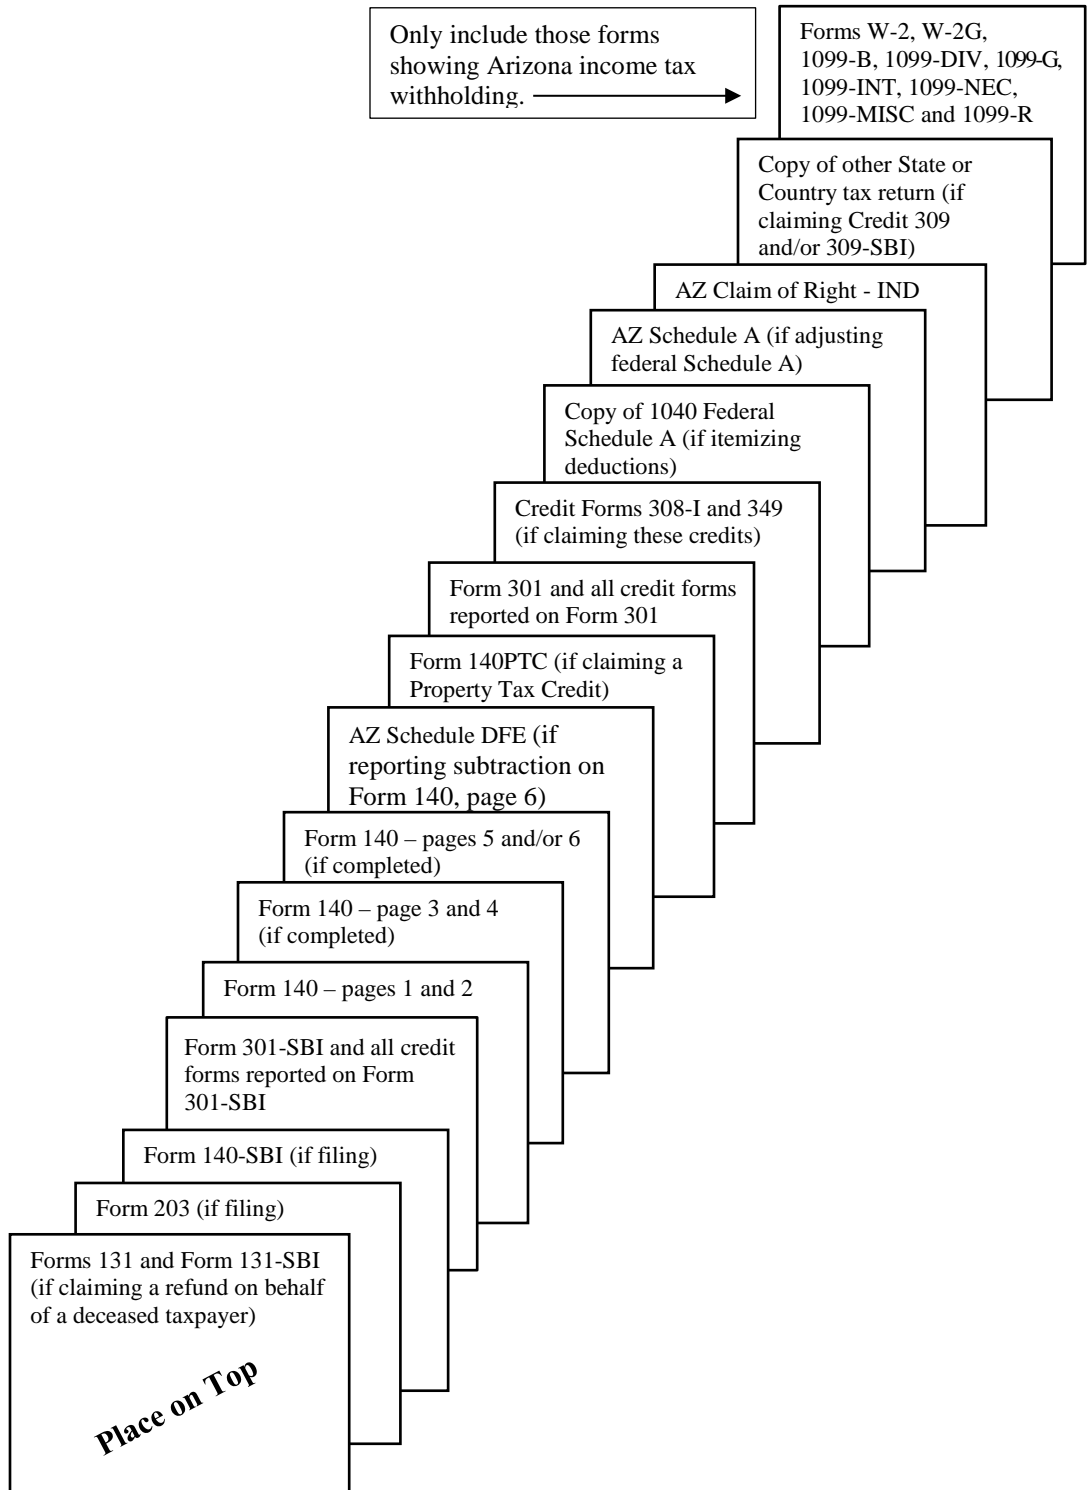 Only include those forms
showing Arizona income tax
withholding.
Forms W-2, W-2G,
1099-B, 1099-DIV, 1099-G,
1099-INT, 1099-NEC,
1099-MISC and 1099-R
Copy of other State or
Country tax return (if
claiming Credit 309
and/or 309-SBI)
AZ Claim of Right - IND
AZ Schedule A (if adjusting
federal Schedule A)
Copy of 1040 Federal
Schedule A (if itemizing
deductions)
Credit Forms 308-I and 349
(if claiming these credits)
Form 301 and all credit forms
reported on Form 301
Form 140PTC (if claiming a
Property Tax Credit)
AZ Schedule DFE (if
reporting subtraction on
Form 140, page 6)
Form 140 – pages 5 and/or 6
(if completed)
Form 140 – page 3 and 4
(if completed)
Form 140 – pages 1 and 2
Form 301-SBI and all credit
forms reported on Form
301-SBI
Form 140-SBI (if filing)
Form 203 (if filing)
Forms 131 and Form 131-SBI
(if claiming a refund on behalf
of a deceased taxpayer)
Place on Top